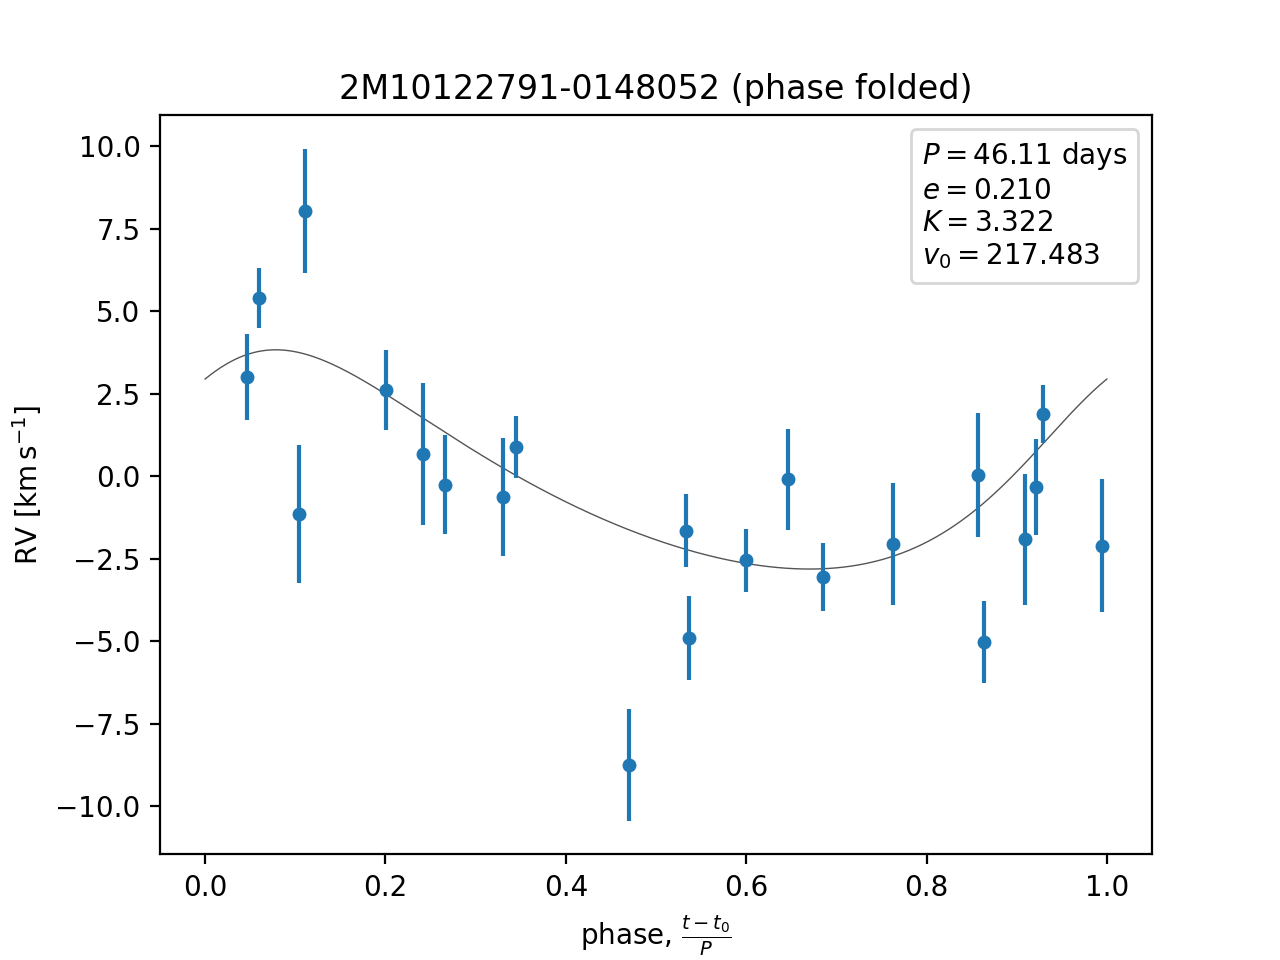 2M10122791-0148052 (phase folded)
P = 46.11 days
e = 0.210
K = 3.322
v₀ = 217.483
RV [km s⁻¹]
10.0
7.5
5.0
2.5
0.0
−2.5
−5.0
−7.5
−10.0
0.0 0.2 0.4 0.6 0.8 1.0
phase, (t − t₀)/P